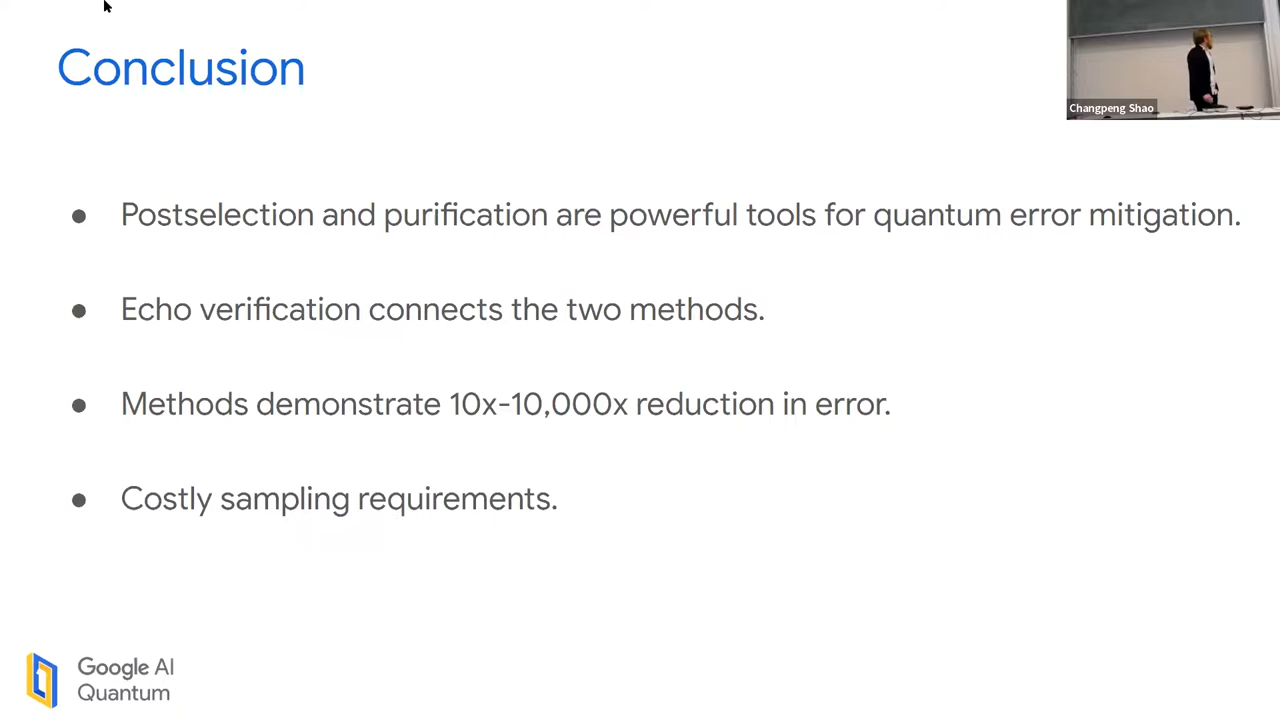 Conclusion
Changpeng Shao
● Postselection and purification are powerful tools for quantum error mitigation.
● Echo verification connects the two methods.
● Methods demonstrate 10x-10,000x reduction in error.
● Costly sampling requirements.
Google AI
Quantum